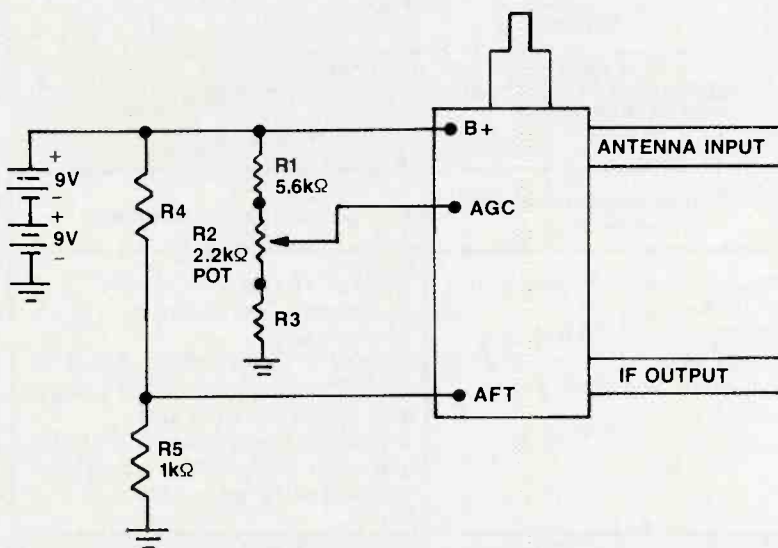 B+
ANTENNA INPUT
+
9V
-
+
9V
-
R4
R1
5.6kΩ
AGC
R2
2.2kΩ
POT
R3
IF OUTPUT
AFT
R5
1kΩ